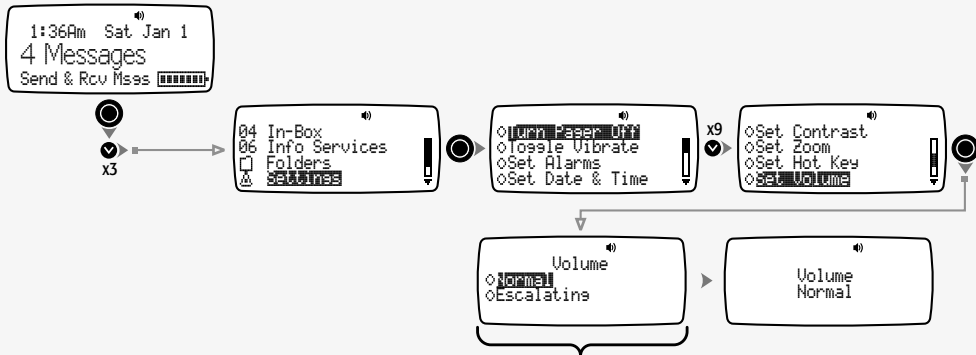 1:36Am Sat Jan 1
4 Messages
Send & Rcv Msgs
x3
04 In-Box
06 Info Services
Folders
Settings
Turn Pager Off
Toggle Vibrate
Set Alarms
Set Date & Time
x9
Set Contrast
Set Zoom
Set Hot Key
Set Volume
Volume
Normal
Escalating
Volume
Normal